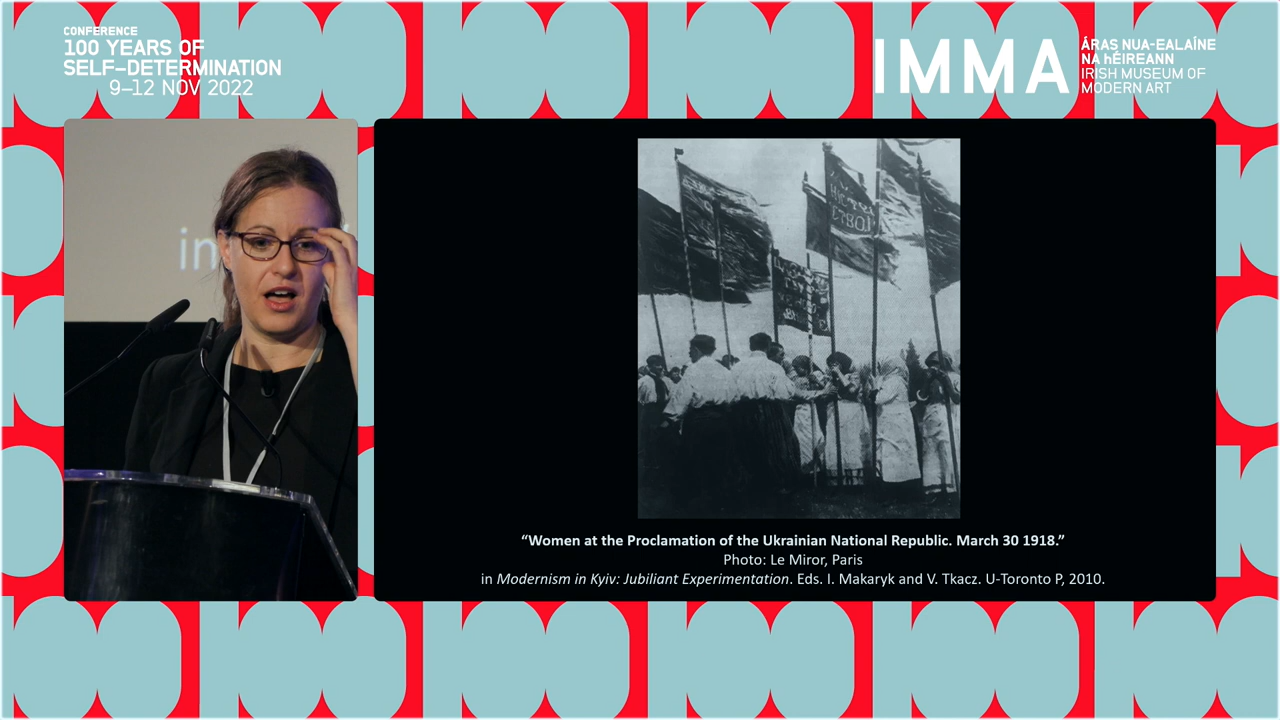 CONFERENCE
100 YEARS OF
SELF–DETERMINATION
9–12 NOV 2022
IMMA
ÁRAS NUA-EALAÍNE
NA hÉIREANN
IRISH MUSEUM OF
MODERN ART
in
“Women at the Proclamation of the Ukrainian National Republic. March 30 1918.”
Photo: Le Miror, Paris
in Modernism in Kyiv: Jubiliant Experimentation. Eds. I. Makaryk and V. Tkacz. U-Toronto P, 2010.